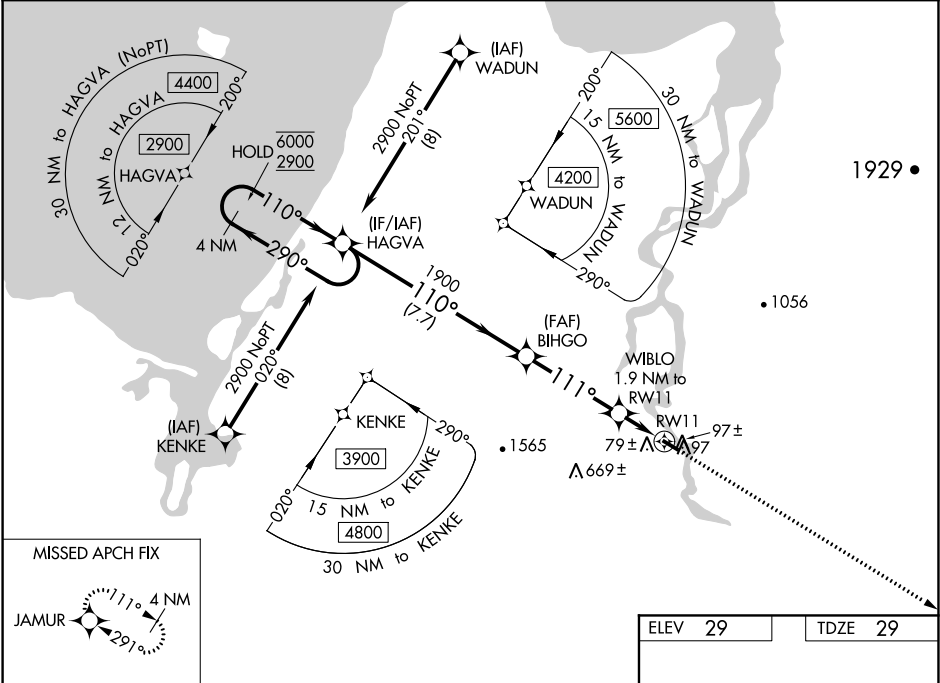 30 NM to HAGVA (NoPT)
4400
200°
12 NM to HAGVA
2900
HAGVA
020°
HOLD 6000
2900
110°
290°
4 NM
(IF/IAF)
HAGVA
(IAF)
WADUN
2900 NoPT
201°
(8)
200°
5600
30 NM to WADUN
15 NM to WADUN
4200
WADUN
290°
1929
1056
1900
110°
(7.7)
(FAF)
BIHGO
111°
WIBLO
1.9 NM to
RW11
RW11
97±
79±
97
669±
1565
2900 NoPT
020°
(8)
(IAF)
KENKE
KENKE
290°
3900
020°
15 NM to KENKE
4800
30 NM to KENKE
MISSED APCH FIX
JAMUR
111°
4 NM
291°
ELEV 29
TDZE 29